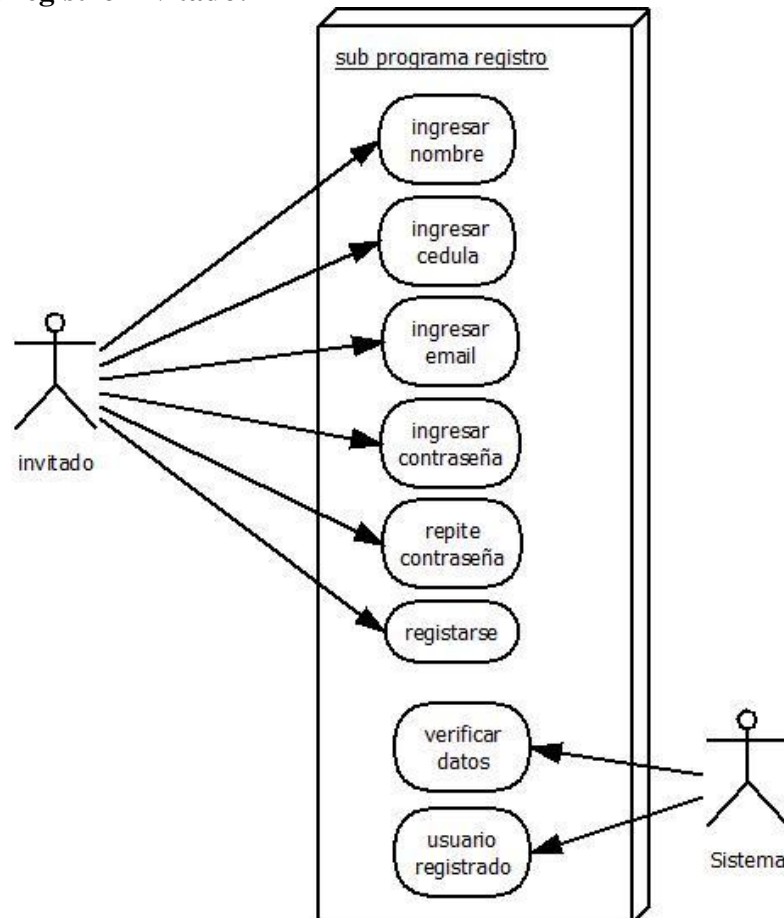 sub programa registro
ingresar
nombre
ingresar
cedula
ingresar
email
ingresar
contraseña
repite
contraseña
registarse
invitado
verificar
datos
usuario
registrado
Sistema